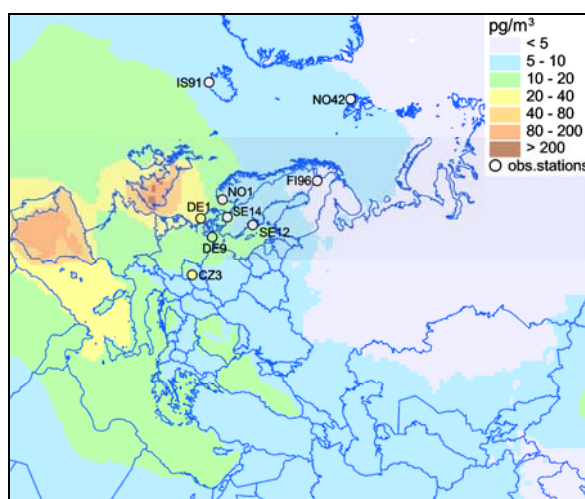 pg/m³
< 5
5 - 10
10 - 20
20 - 40
40 - 80
80 - 200
> 200
obs.stations
IS91
NO42
FI96
NO1
DE1
SE14
SE12
DE9
CZ3